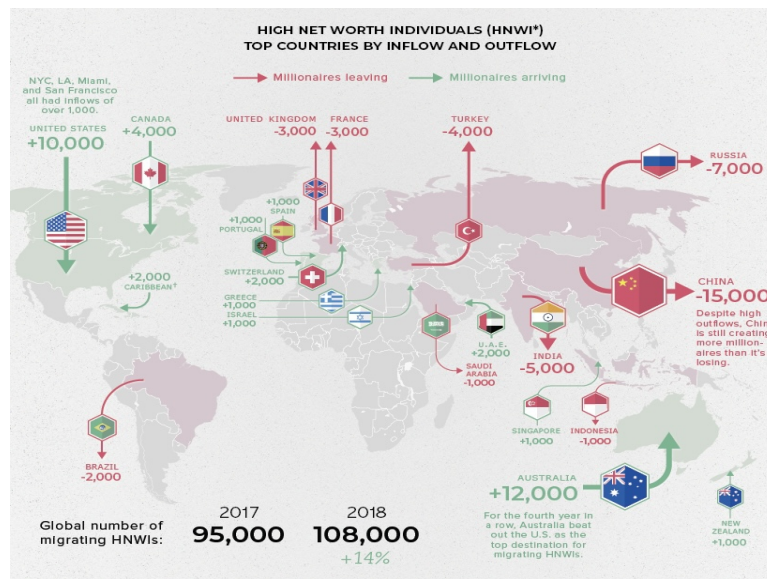 HIGH NET WORTH INDIVIDUALS (HNWI*)
TOP COUNTRIES BY INFLOW AND OUTFLOW
Millionaires leaving
Millionaires arriving
NYC, LA, Miami,
and San Francisco
all had inflows of
over 1,000.
UNITED STATES
+10,000
CANADA
+4,000
UNITED KINGDOM
-3,000
FRANCE
-3,000
TURKEY
-4,000
RUSSIA
-7,000
+1,000
SPAIN
+1,000
PORTUGAL
SWITZERLAND
+2,000
+2,000
CARIBBEAN†
GREECE
+1,000
ISRAEL
+1,000
CHINA
-15,000
Despite high
outflows, Chin
is still creating
more million-
aires than it's
losing.
U.A.E.
+2,000
SAUDI
ARABIA
-1,000
INDIA
-5,000
SINGAPORE
+1,000
INDONESIA
-1,000
BRAZIL
-2,000
AUSTRALIA
+12,000
For the fourth year in
a row, Australia beat
out the U.S. as the
top destination for
migrating HNWIs.
NEW
ZEALAND
+1,000
Global number of
migrating HNWIs:
2017
95,000
2018
108,000
+14%